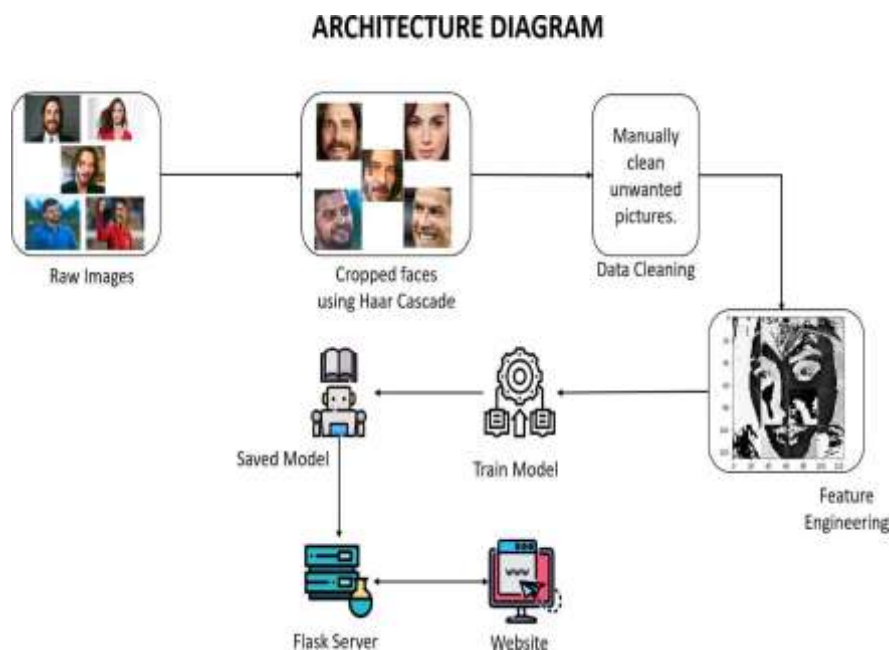 ARCHITECTURE DIAGRAM
Raw Images
Cropped faces
using Haar Cascade
Manually
clean
unwanted
pictures.
Data Cleaning
Feature
Engineering
Train Model
Saved Model
Flask Server
Website